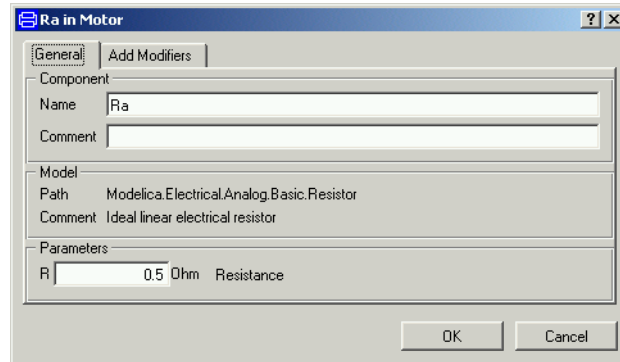 Ra in Motor ? X
General Add Modifiers
Component
Name Ra
Comment
Model
Path Modelica.Electrical.Analog.Basic.Resistor
Comment Ideal linear electrical resistor
Parameters
R 0.5 Ohm Resistance
OK Cancel